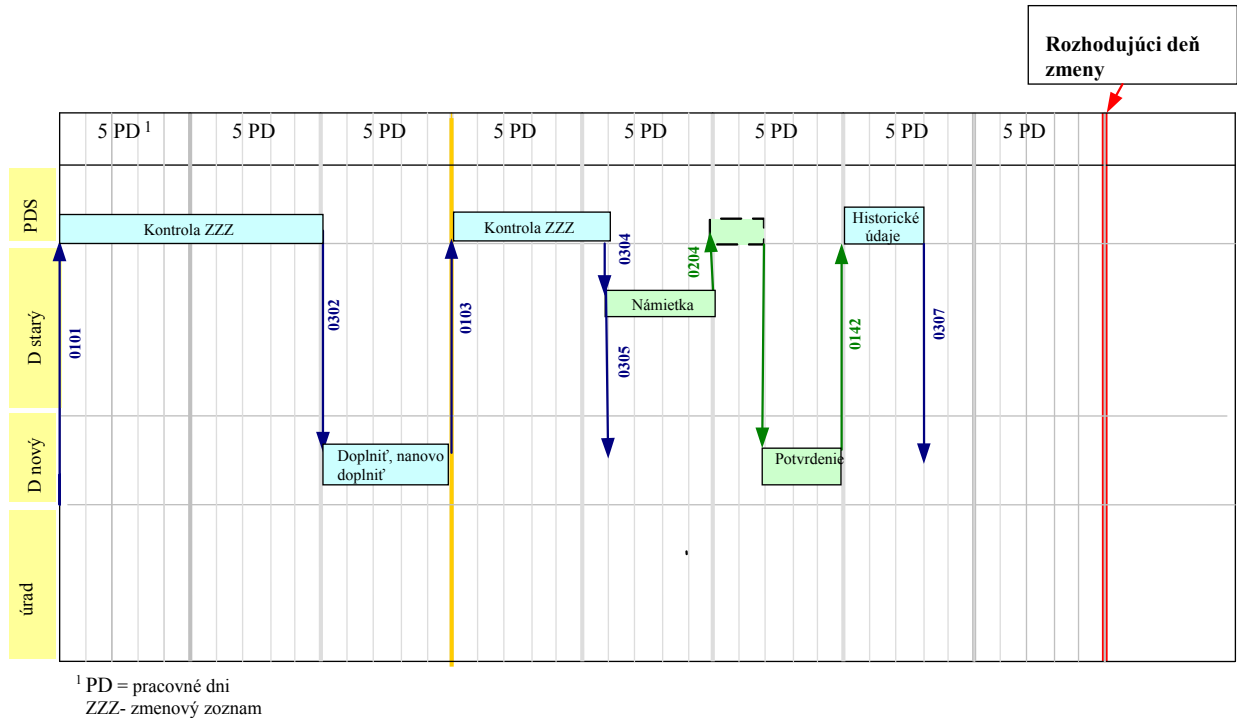 Rozhodujúci deň
zmeny
5 PD ¹ 5 PD 5 PD 5 PD 5 PD 5 PD 5 PD 5 PD
PDS
Kontrola ZZZ
Kontrola ZZZ
Historické
údaje
D starý
0101
0302
0103
0304
0305
Námietka
0204
0142
0307
D nový
Doplniť, nanovo
doplniť
Potvrdenie
úrad
¹ PD = pracovné dni
ZZZ- zmenový zoznam